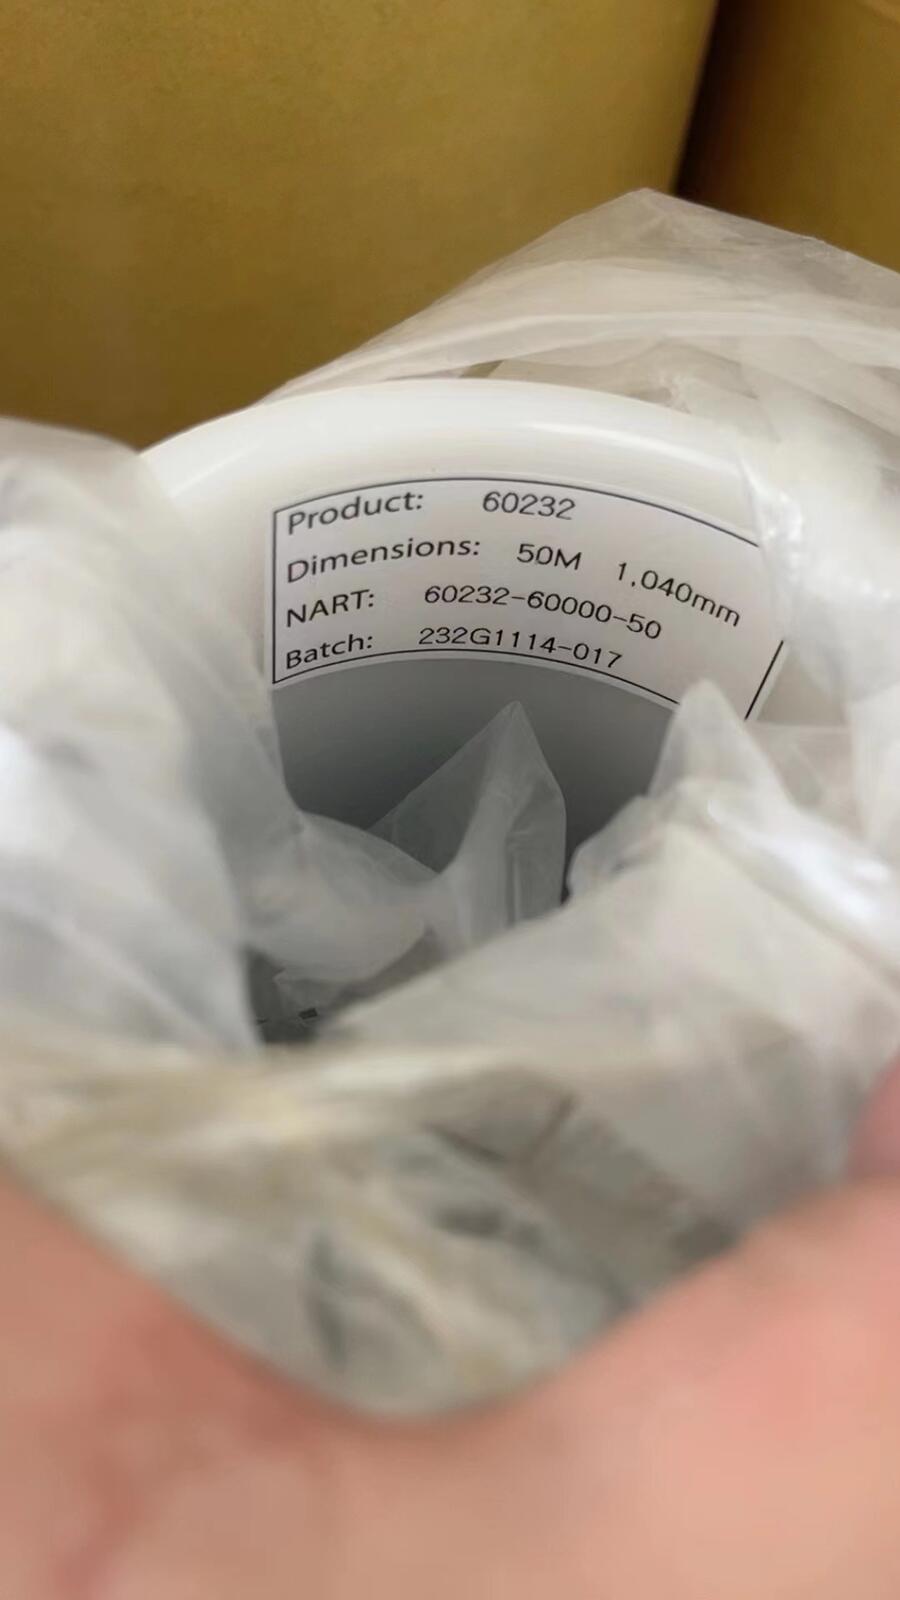 Product: 60232
Dimensions: 50M 1,040mm
NART: 60232-60000-50
Batch: 232G1114-017